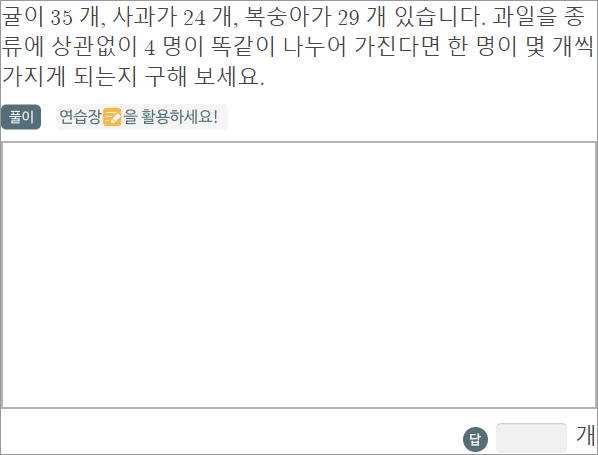 귤이 35 개, 사과가 24 개, 복숭아가 29 개 있습니다. 과일을 종
류에 상관없이 4 명이 똑같이 나누어 가진다면 한 명이 몇 개씩
가지게 되는지 구해 보세요.
풀이 연습장을 활용하세요!
답 개